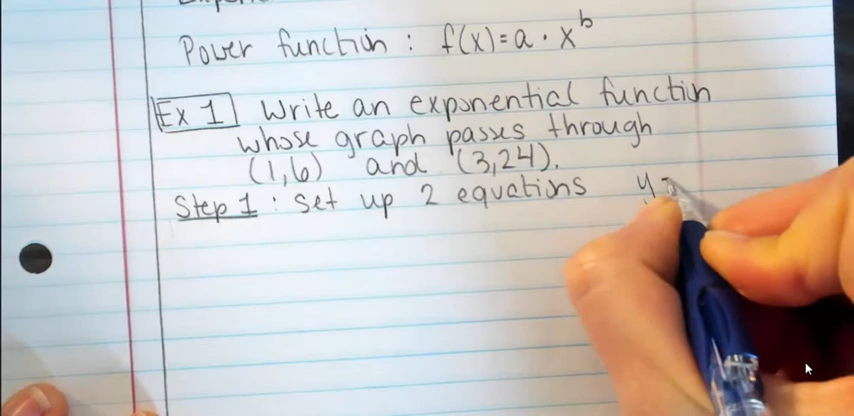 Power function : f(x)=a · x^b
Ex 1 Write an exponential function
whose graph passes through
(1,6) and (3,24).
Step 1 : set up 2 equations y=